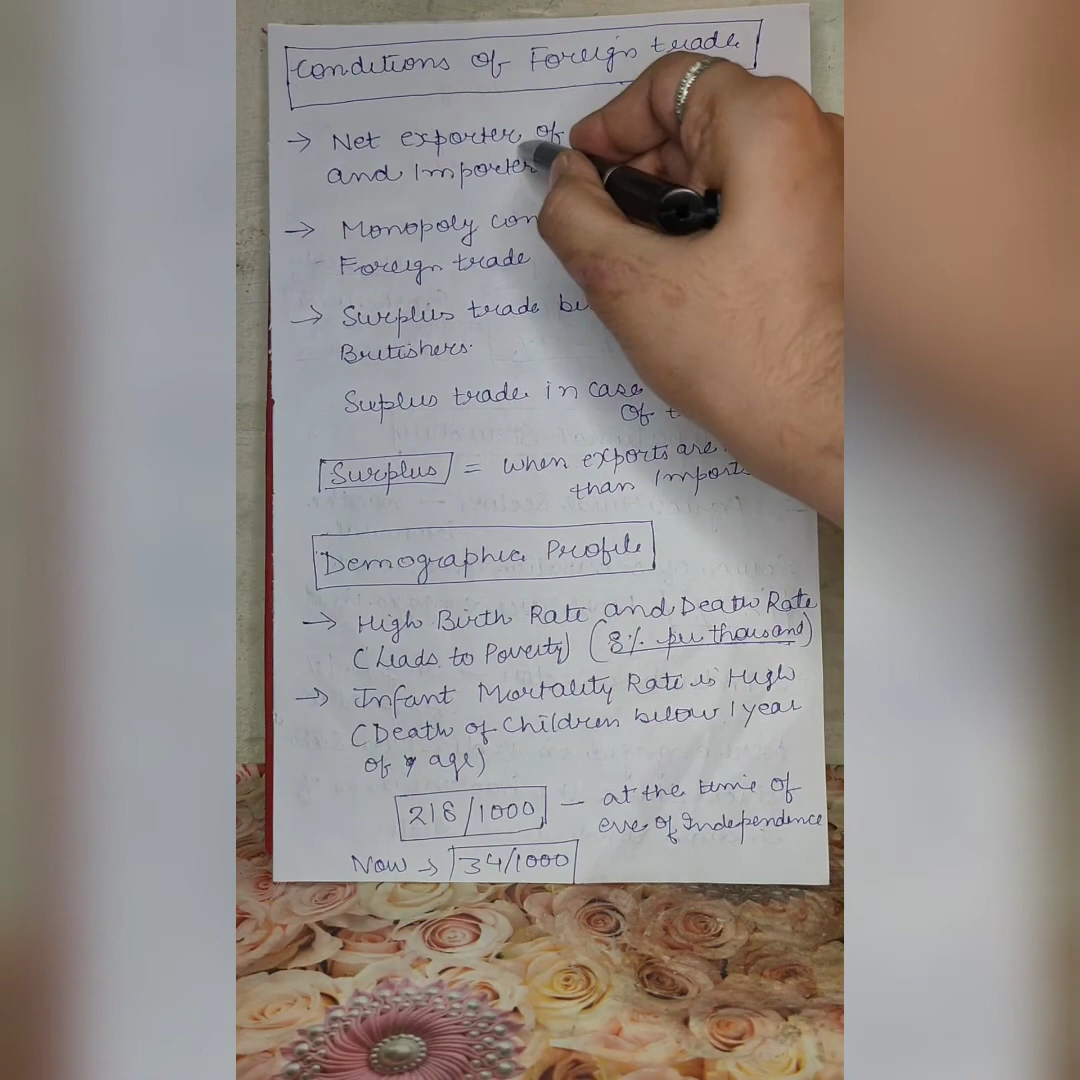 Conditions of Foreign trade
→ Net exporter of
and Importer
→ Monopoly con
Foreign trade
→ Surplus trade
Britishers.
Suplus trade in case
of
Surplus = when exports are
than Import
Demographic Profile
→ High Birth Rate and Death Rate
(Leads to Poverty) (8% per thousand)
→ Infant Mortality Rate is High
(Death of Children below 1 year
of age)
218/1000 — at the time of
eve of Independence
Now → 34/1000